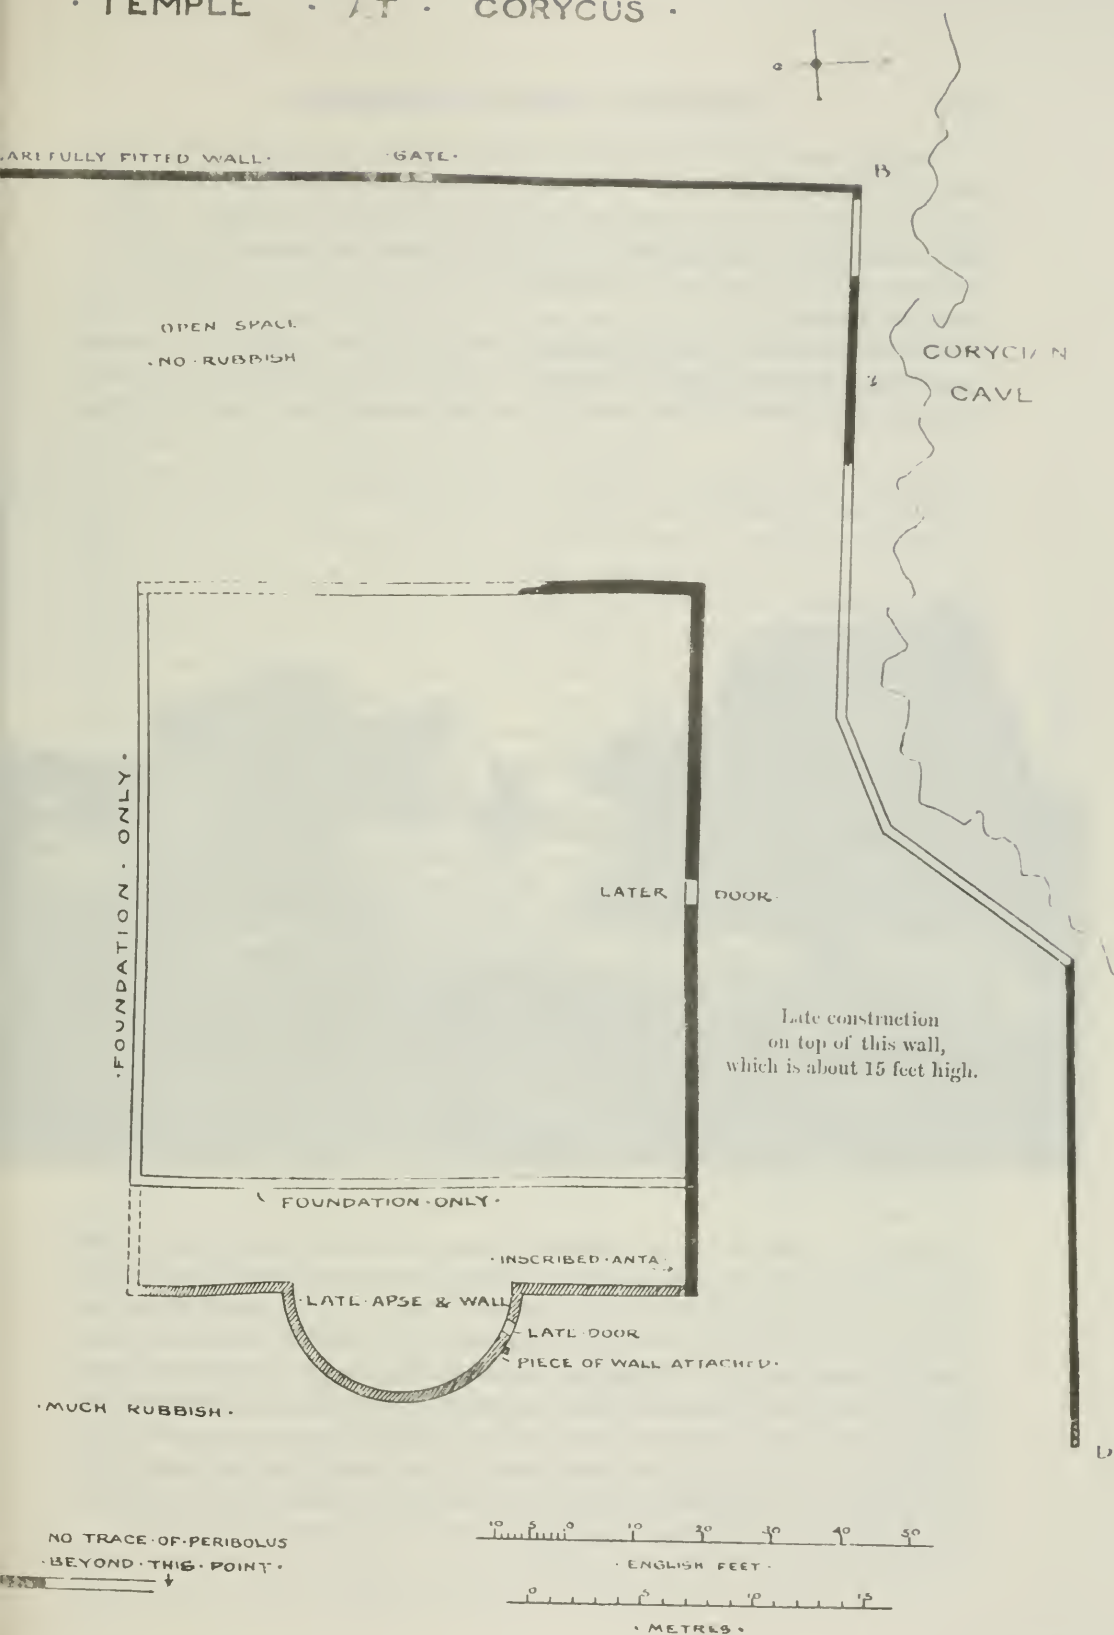 · TEMPLE · AT · CORYCUS ·
CAREFULLY FITTED WALL · · GATE ·
B
OPEN SPACE
· NO · RUBBISH
CORYCIAN
CAVE
· FOUNDATION · ONLY ·
LATER DOOR ·
Late construction
on top of this wall,
which is about 15 feet high.
FOUNDATION · ONLY ·
· INSCRIBED · ANTA
· LATE · APSE & WALL
LATE · DOOR
PIECE OF WALL ATTACHED ·
· MUCH RUBBISH ·
D
NO TRACE · OF · PERIBOLUS
· BEYOND · THIS · POINT ·
10 5 0 10 20 30 40 50
· ENGLISH FEET ·
0 5 10 15
· METRES ·